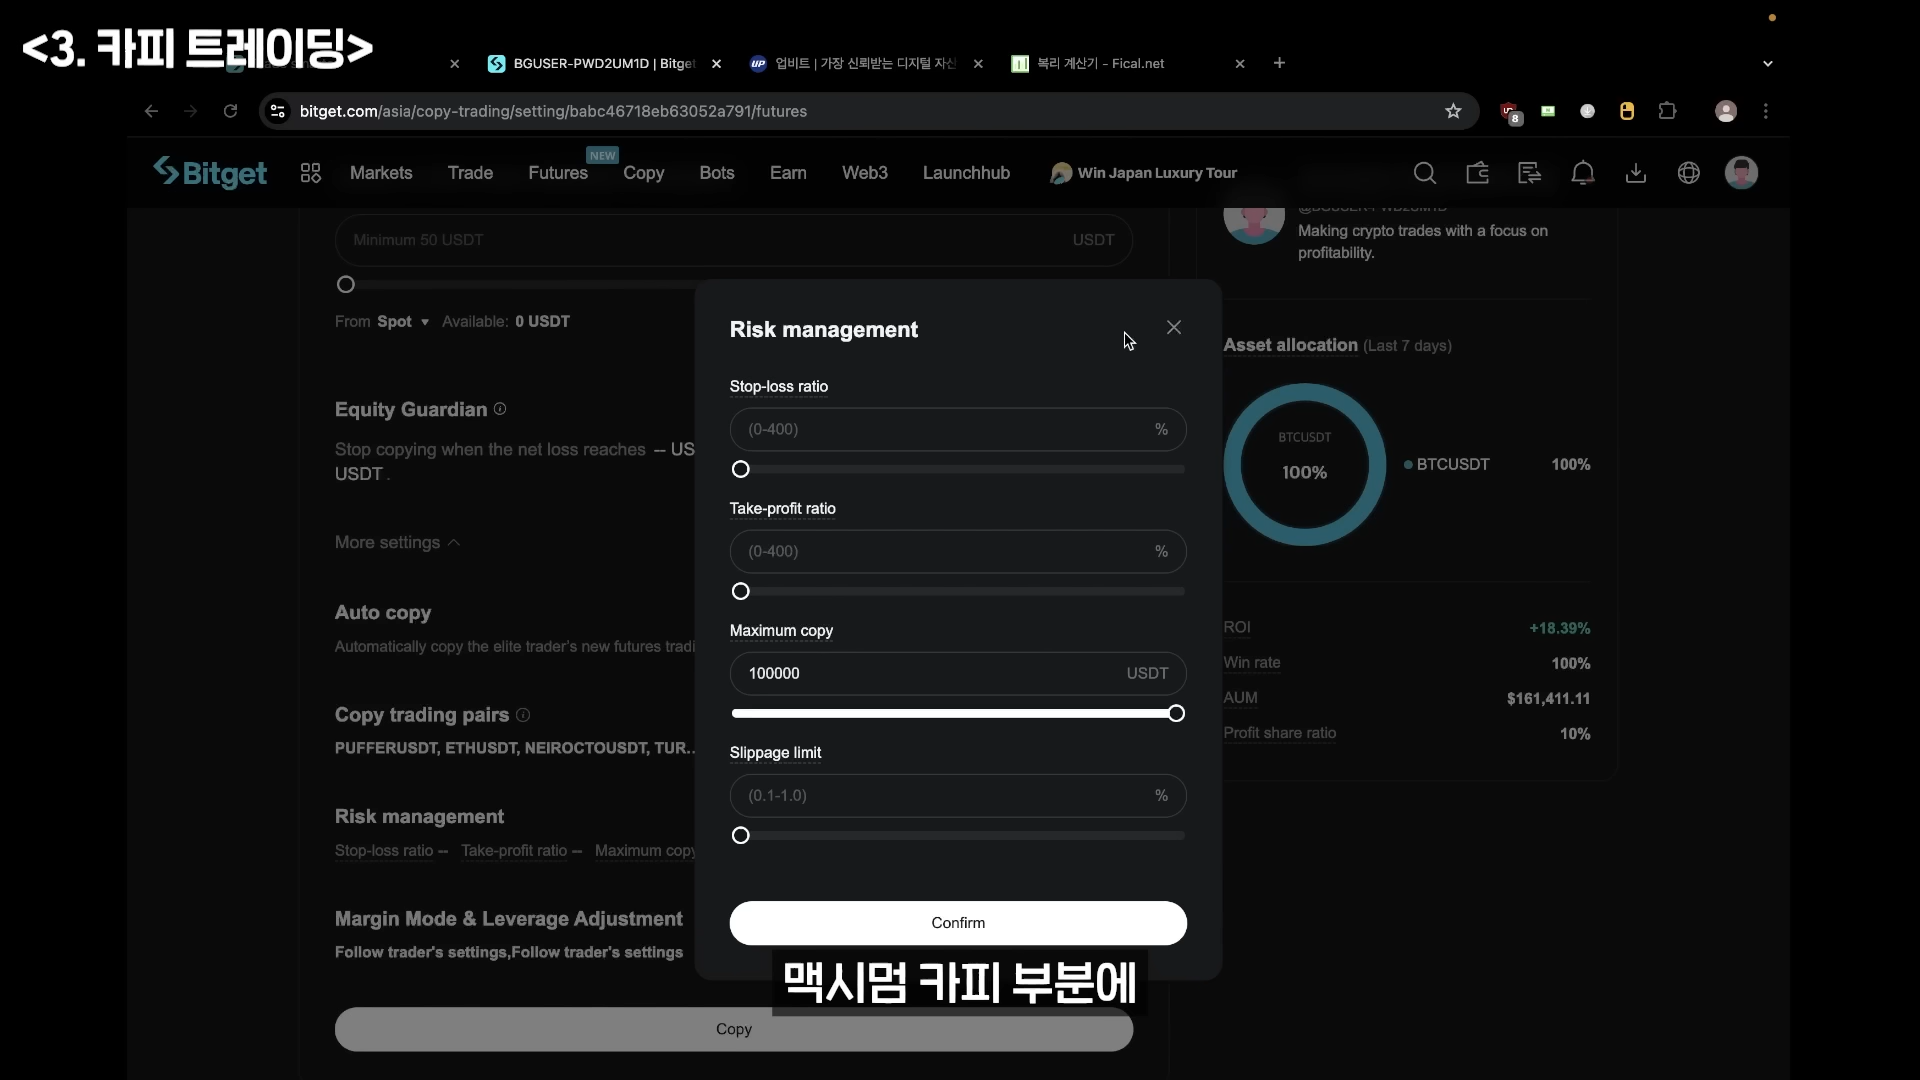 <3. 카피 트레이딩>
BGUSER-PWD2UM1D | Bitget
업비트 | 가장 신뢰받는 디지털 자산
복리 계산기 - Fical.net
bitget.com/asia/copy-trading/setting/babc46718eb63052a791/futures
8
Bitget
Markets
Trade
Futures
NEW
Copy
Bots
Earn
Web3
Launchhub
Win Japan Luxury Tour
Minimum 50 USDT
USDT
From Spot Available: 0 USDT
Equity Guardian
Stop copying when the net loss reaches -- US
USDT .
More settings
Auto copy
Automatically copy the elite trader's new futures tradi
Copy trading pairs
PUFFERUSDT, ETHUSDT, NEIROCTOUSDT, TUR...
Risk management
Stop-loss ratio -- Take-profit ratio -- Maximum copy
Margin Mode & Leverage Adjustment
Follow trader's settings,Follow trader's settings
Copy
Risk management
Stop-loss ratio
(0-400) %
Take-profit ratio
(0-400) %
Maximum copy
100000 USDT
Slippage limit
(0.1-1.0) %
Confirm
맥시멈 카피 부분에
@BGUSER-PWD2UM1D
Making crypto trades with a focus on
profitability.
Asset allocation (Last 7 days)
BTCUSDT
100%
BTCUSDT 100%
ROI +18.39%
Win rate 100%
AUM $161,411.11
Profit share ratio 10%